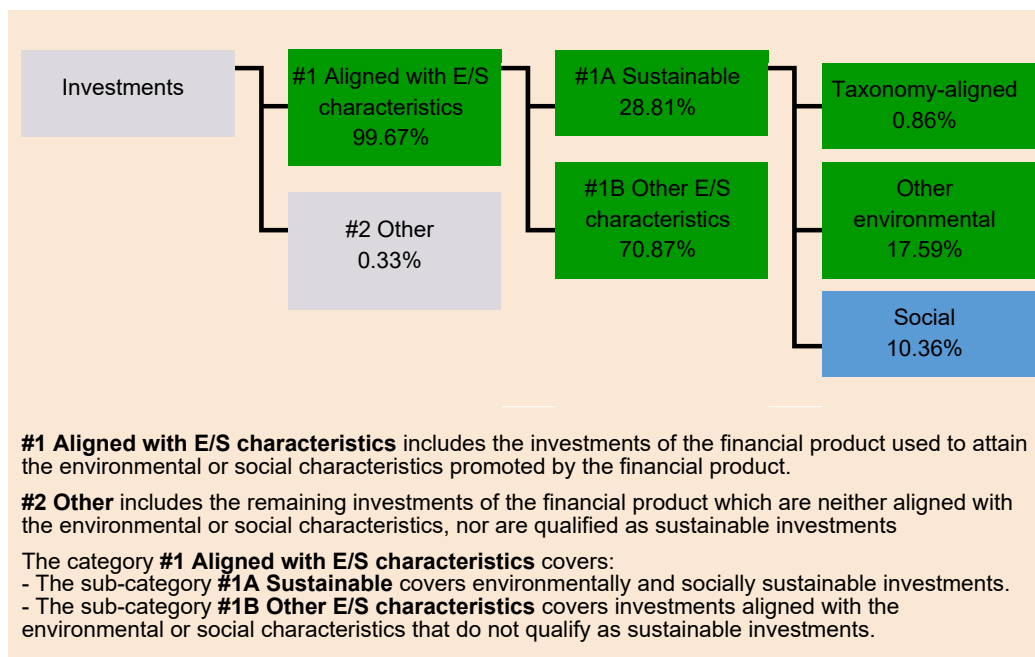 Investments
#1 Aligned with E/S
characteristics
99.67%
#2 Other
0.33%
#1A Sustainable
28.81%
#1B Other E/S
characteristics
70.87%
Taxonomy-aligned
0.86%
Other
environmental
17.59%
Social
10.36%
#1 Aligned with E/S characteristics includes the investments of the financial product used to attain
the environmental or social characteristics promoted by the financial product.
#2 Other includes the remaining investments of the financial product which are neither aligned with
the environmental or social characteristics, nor are qualified as sustainable investments
The category #1 Aligned with E/S characteristics covers:
- The sub-category #1A Sustainable covers environmentally and socially sustainable investments.
- The sub-category #1B Other E/S characteristics covers investments aligned with the
environmental or social characteristics that do not qualify as sustainable investments.